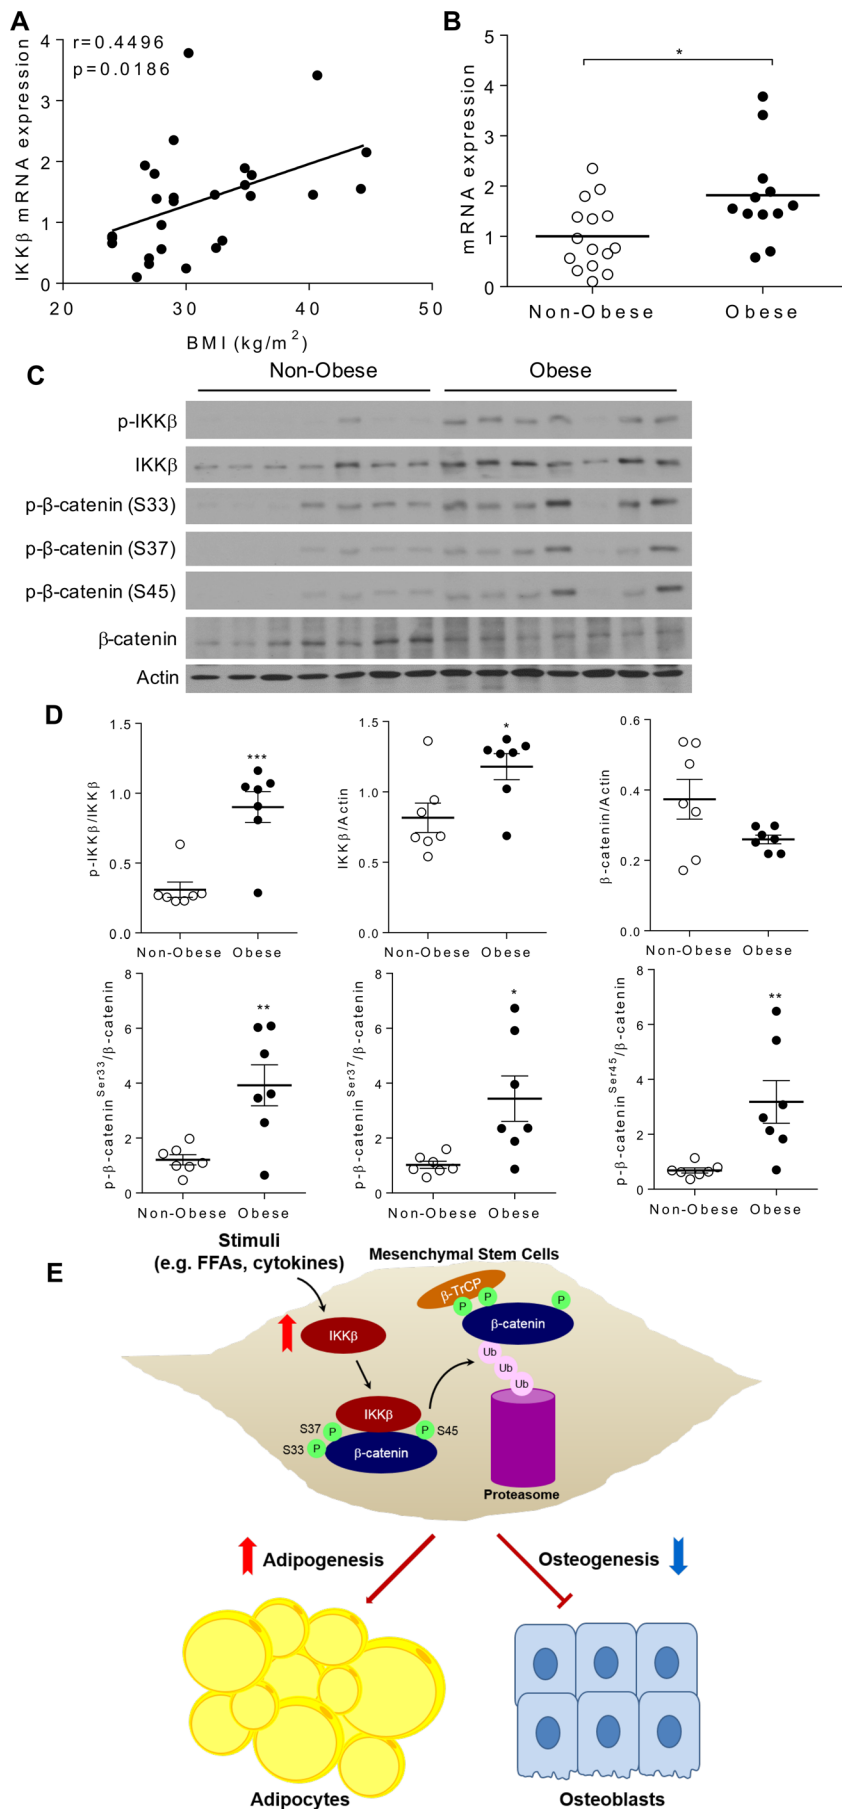 A
r=0.4496
p=0.0186
IKKβ mRNA expression
4
3
2
1
0
20
30
40
50
BMI (kg/m2)
B
mRNA expression
5
4
3
2
1
0
*
Non-Obese
Obese
C
Non-Obese
Obese
p-IKKβ
IKKβ
p-β-catenin (S33)
p-β-catenin (S37)
p-β-catenin (S45)
β-catenin
Actin
D
p-IKKβ/IKKβ
1.5
1.0
0.5
0.0
***
Non-Obese
Obese
IKKβ/Actin
1.5
1.0
0.5
0.0
*
Non-Obese
Obese
β-catenin/Actin
0.6
0.4
0.2
0.0
Non-Obese
Obese
p-β-cateninSer33/β-catenin
8
6
4
2
0
**
Non-Obese
Obese
p-β-cateninSer37/β-catenin
8
6
4
2
0
*
Non-Obese
Obese
p-β-cateninSer45/β-catenin
8
6
4
2
0
**
Non-Obese
Obese
E
Stimuli
(e.g. FFAs, cytokines)
Mesenchymal Stem Cells
β-TrCP
P
P
P
β-catenin
IKKβ
Ub
Ub
Ub
IKKβ
S37
P
P
S45
S33
P
β-catenin
Proteasome
Adipogenesis
Osteogenesis
Adipocytes
Osteoblasts